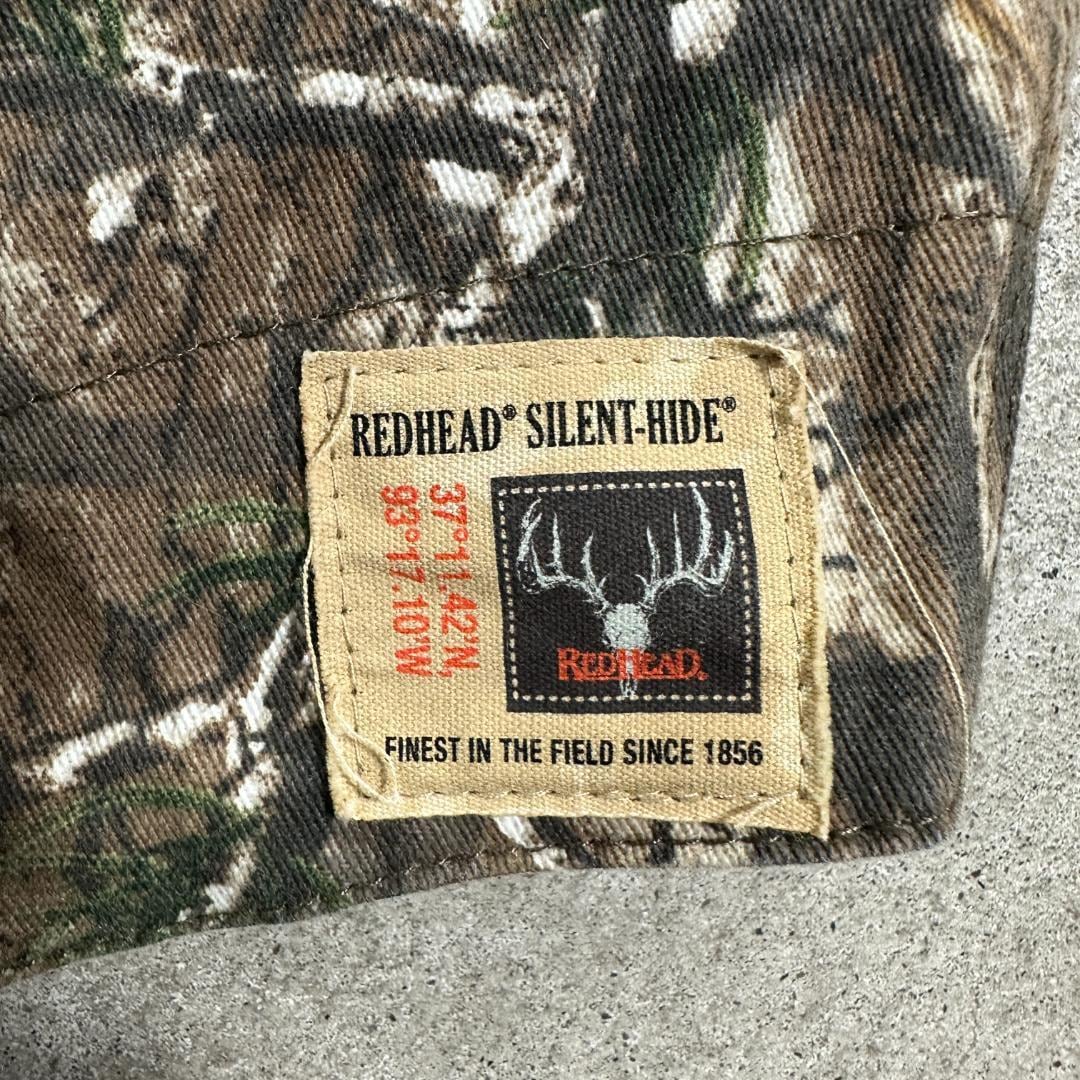 REDHEAD® SILENT-HIDE®
37°11.42'N
93°17.10'W
REDHEAD.
FINEST IN THE FIELD SINCE 1856